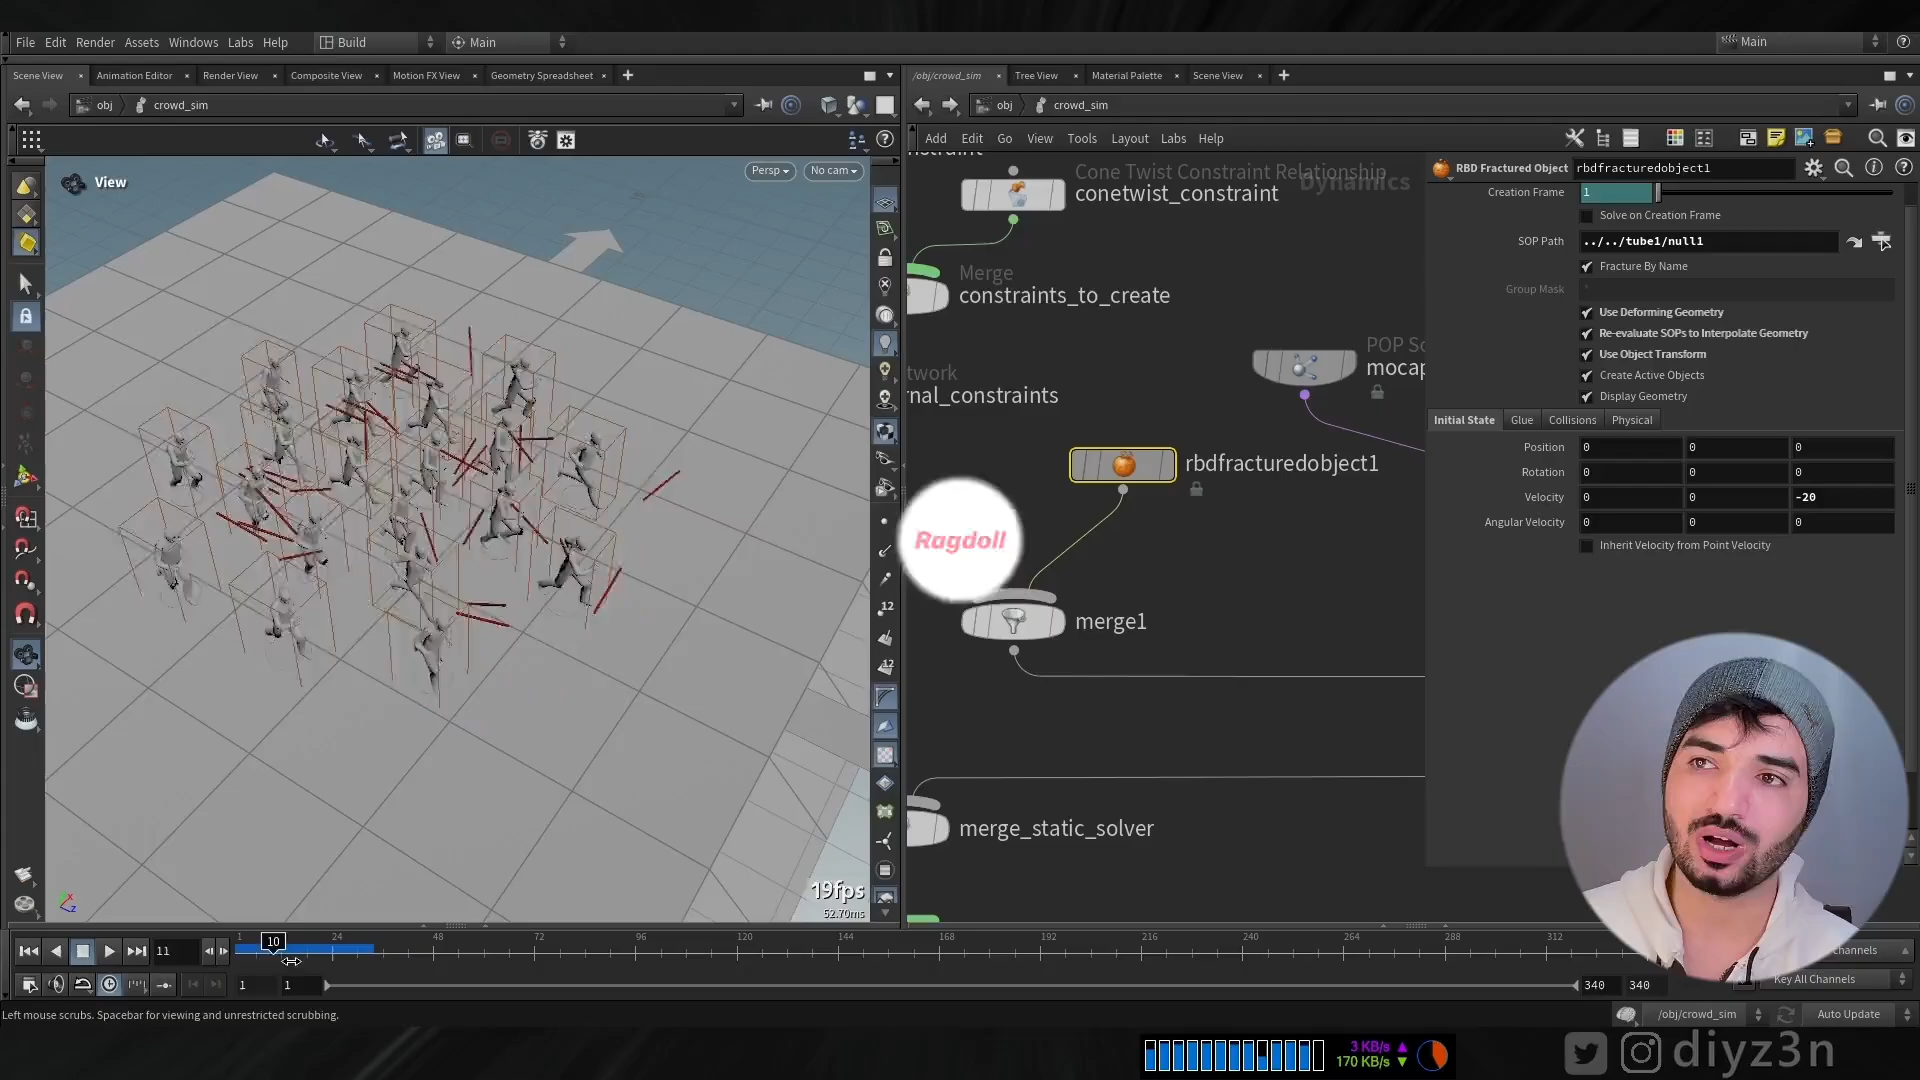 File Edit Render Assets Windows Labs Help Build Main Main
Scene View Animation Editor Render View Composite View Motion FX View Geometry Spreadsheet
/obj/crowd_sim Tree View Material Palette Scene View
obj crowd_sim
obj crowd_sim
Add Edit Go View Tools Layout Labs Help
View
Persp No cam
19fps
52.70ms
12
12
Cone Twist Constraint Relationship
conetwist_constraint
Dynamics
Merge
constraints_to_create
twork
rnal_constraints
POP So
mocap
rbdfracturedobject1
Ragdoll
merge1
merge_static_solver
RBD Fractured Object rbdfracturedobject1
Creation Frame 1
Solve on Creation Frame
SOP Path ../../tube1/null1
Fracture By Name
Group Mask *
Use Deforming Geometry
Re-evaluate SOPs to Interpolate Geometry
Use Object Transform
Create Active Objects
Display Geometry
Initial State Glue Collisions Physical
Position 0 0 0
Rotation 0 0 0
Velocity 0 0 -20
Angular Velocity 0 0 0
Inherit Velocity from Point Velocity
11 1 10 24 48 72 96 120 144 168 192 216 240 264 288 312
hannels
1 1 340 340 Key All Channels
Left mouse scrubs. Spacebar for viewing and unrestricted scrubbing.
/obj/crowd_sim Auto Update
3 KB/s
170 KB/s
diyz3n